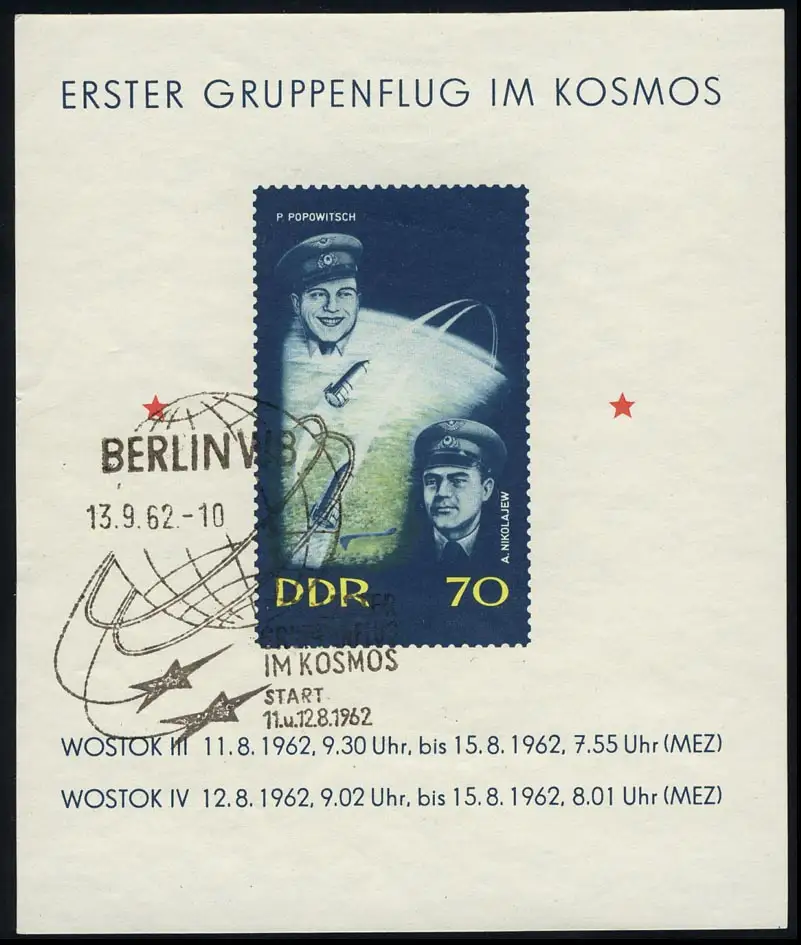 ERSTER GRUPPENFLUG IM KOSMOS
P. POPOWITSCH
A. NIKOLAJEW
DDR 70
BERLIN W8
13.9.62.-10
ERSTER
GRUPPENFLUG
IM KOSMOS
START
11.u.12.8.1962
WOSTOK III 11.8.1962, 9.30 Uhr, bis 15.8.1962, 7.55 Uhr (MEZ)
WOSTOK IV 12.8.1962, 9.02 Uhr, bis 15.8.1962, 8.01 Uhr (MEZ)